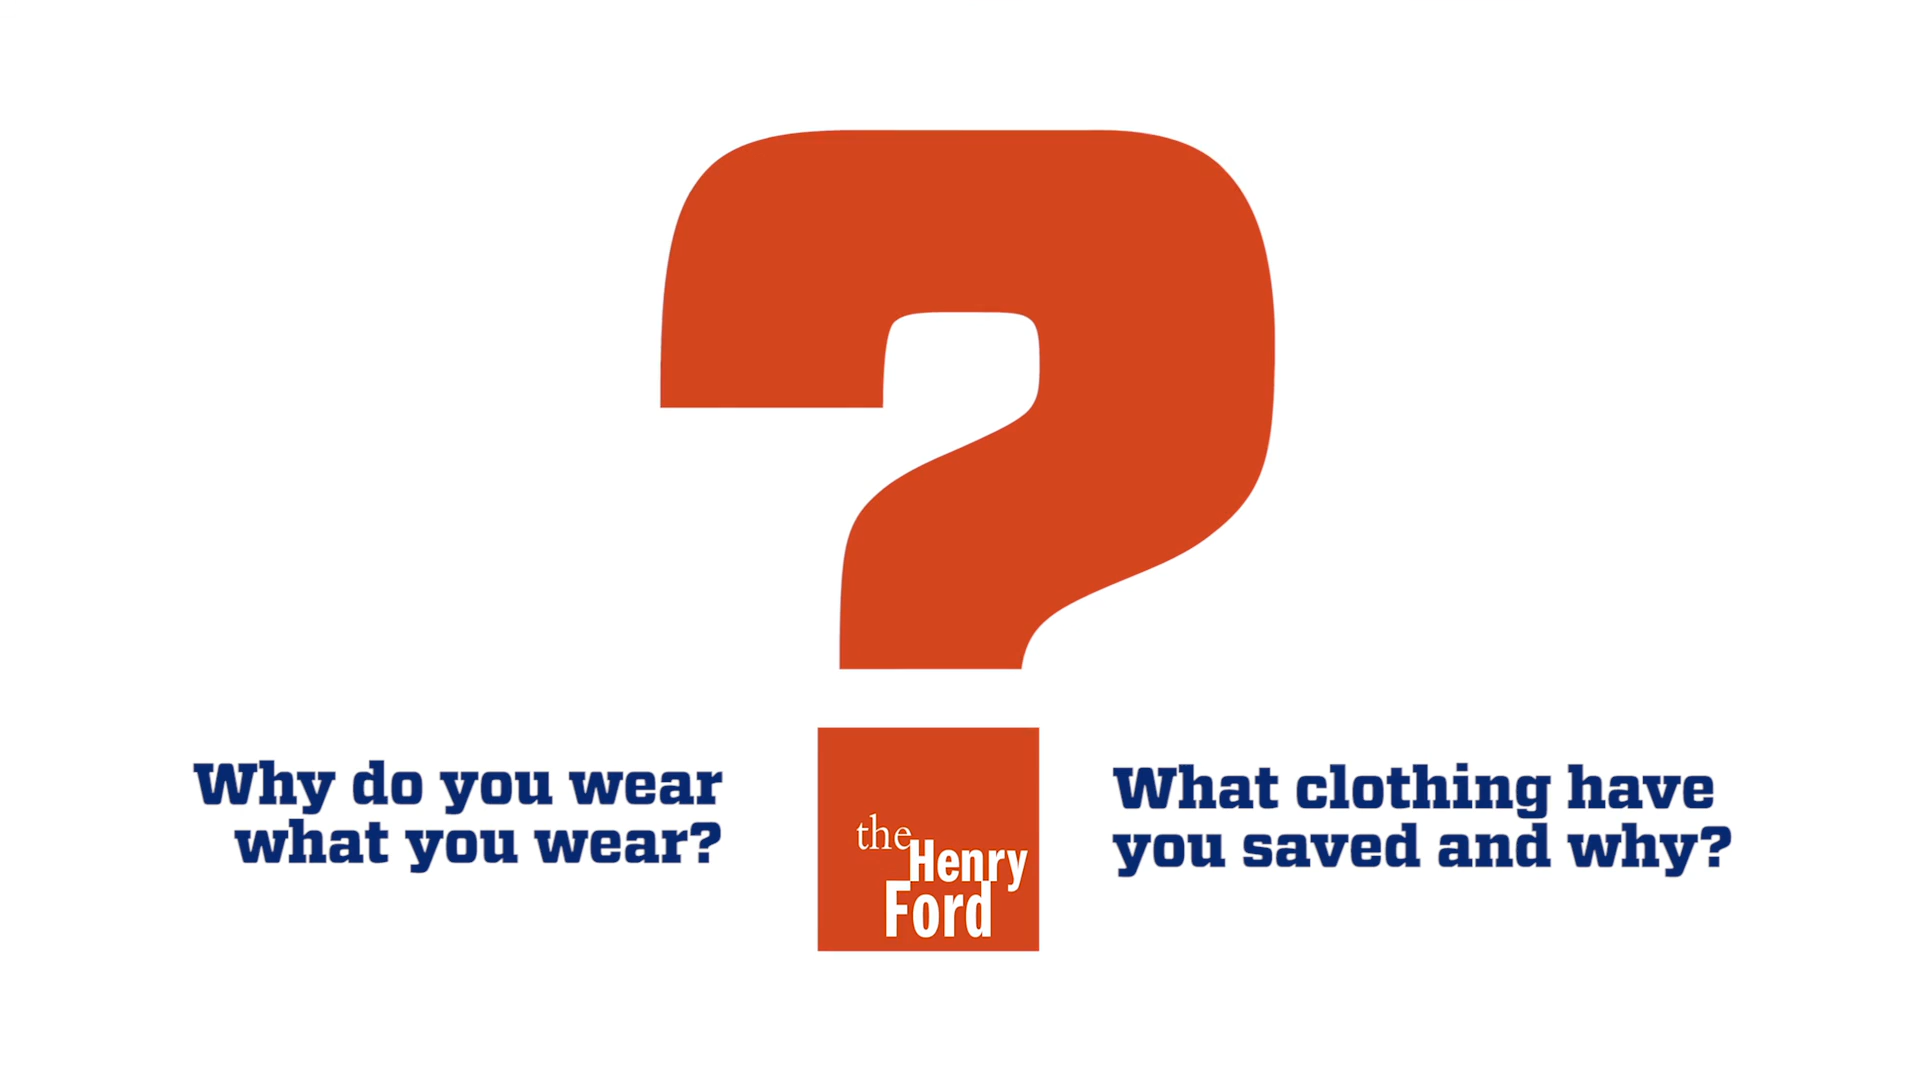 Why do you wear
what you wear?
the
Henry
Ford
What clothing have
you saved and why?